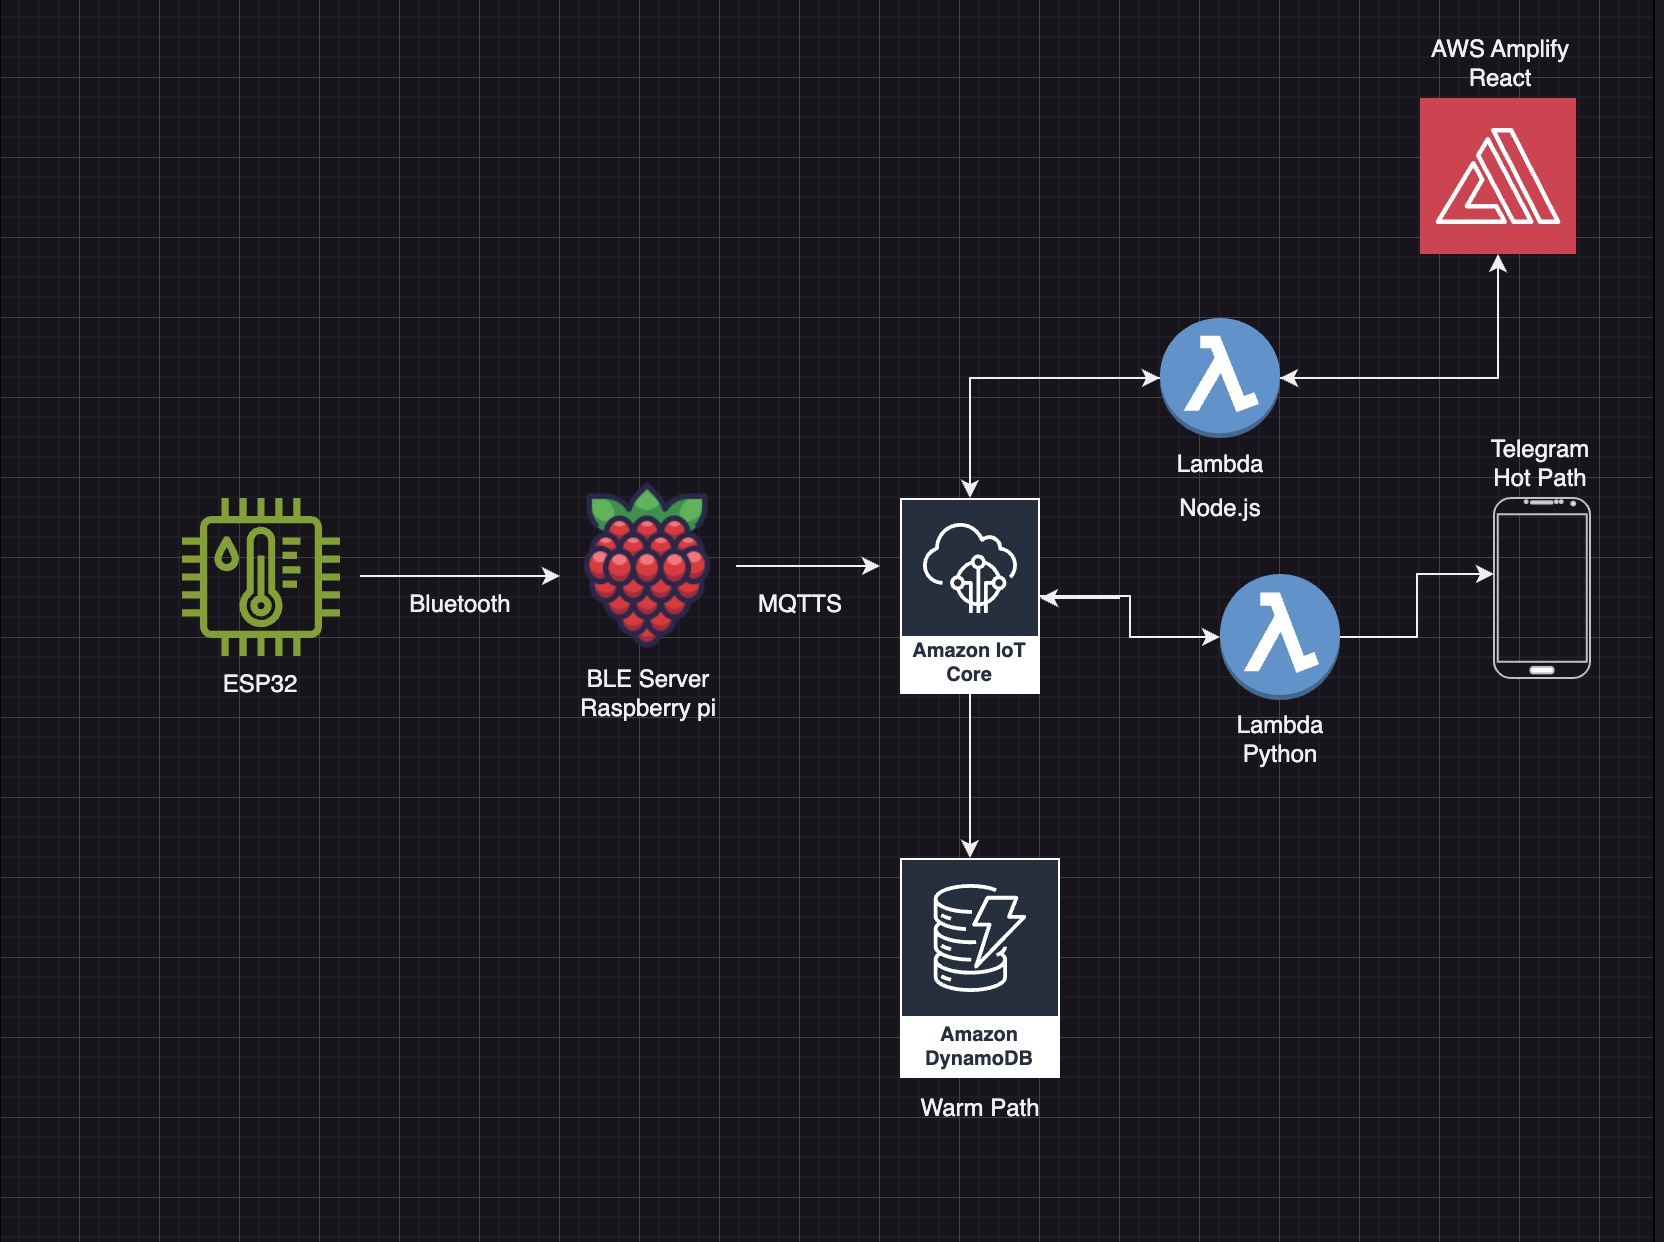 AWS Amplify
React
Lambda
Node.js
Telegram
Hot Path
Bluetooth
ESP32
BLE Server
Raspberry pi
MQTTS
Amazon IoT
Core
Lambda
Python
Amazon
DynamoDB
Warm Path